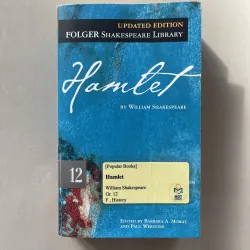 UPDATED EDITION
FOLGER SHAKESPEARE LIBRARY
Hamlet
BY WILLIAM SHAKESPEARE
12
[Popular Books]
Hamlet
William Shakespeare
Gr. 12
F , History
EDITED BY BARBARA A. MOWAT
AND PAUL WERSTINE